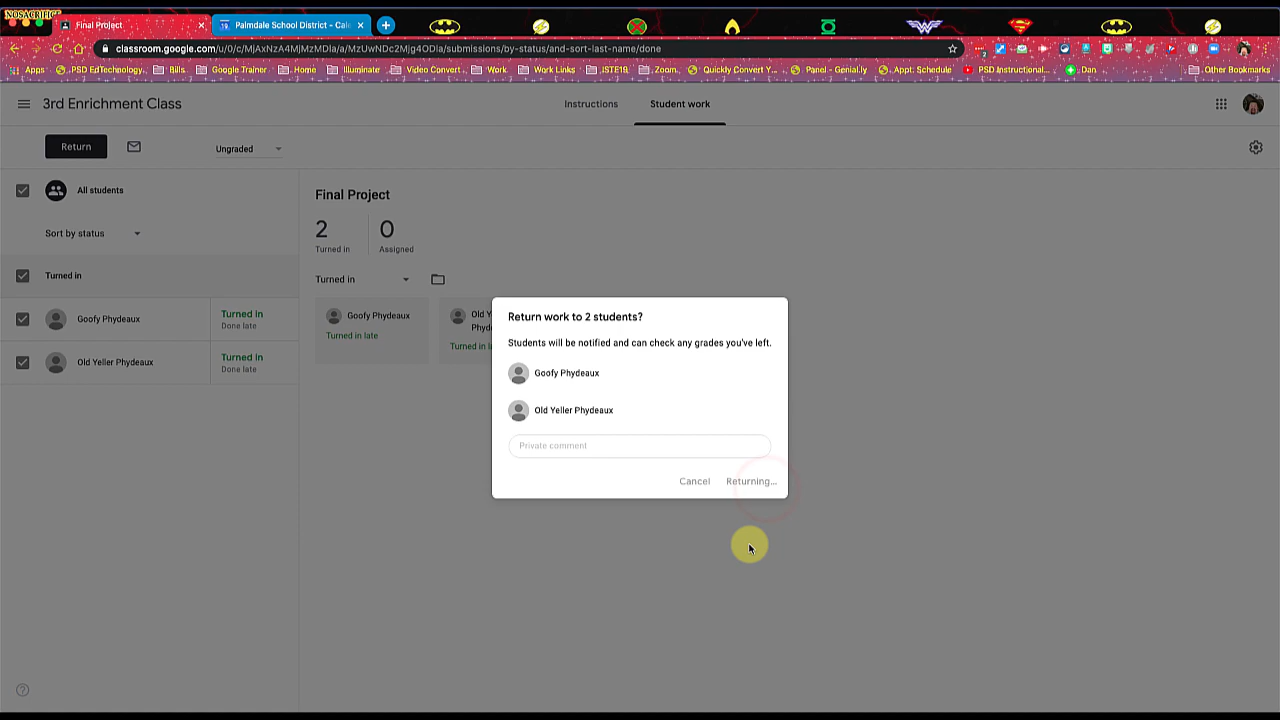 NOSACRIFICE
Final Project
Palmdale School District - Cal
classroom.google.com/u/0/c/MjAxNzA4MjMzMDla/a/MzUwNDc2Mjg4ODia/submissions/by-status/and-sort-last-name/done
Apps
PSD EdTechnology
Bills
Google Trainer
Home
Illuminate
Video Convert...
Work
Work Links
ISTE19
Zoom
Quickly Convert Y...
Panel - Genial.ly
Appt. Schedule
PSD Instructional...
Dan
Other Bookmarks
3rd Enrichment Class
Instructions
Student work
Return
Ungraded
All students
Sort by status
Turned in
Goofy Phydeaux
Turned In
Done late
Old Yeller Phydeaux
Turned In
Done late
Final Project
2
0
Turned in
Assigned
Turned in
Goofy Phydeaux
Turned in late
Old Y
Phyde
Turned in l
Return work to 2 students?
Students will be notified and can check any grades you've left.
Goofy Phydeaux
Old Yeller Phydeaux
Private comment
Cancel
Returning...